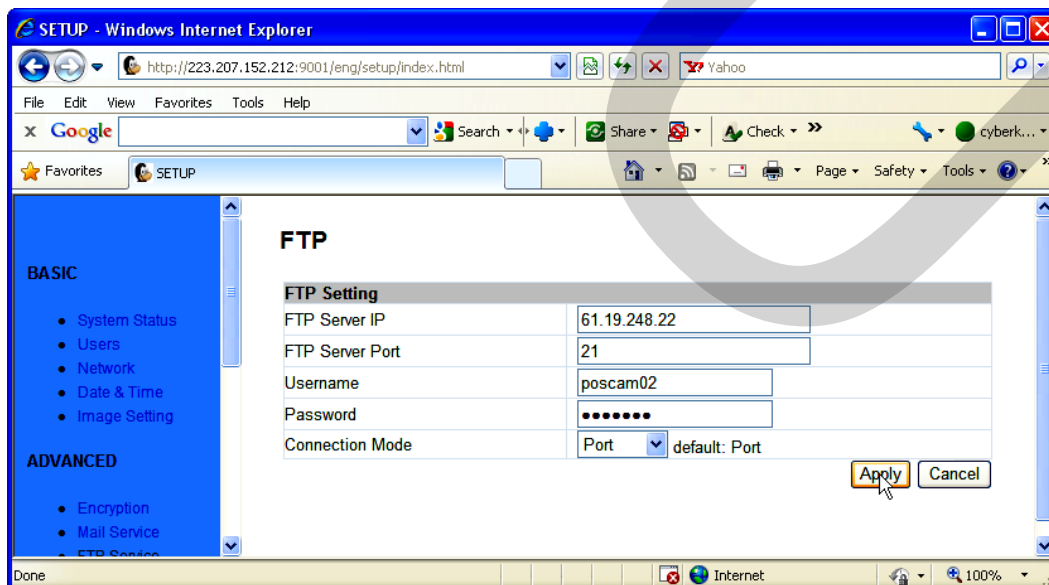 SETUP - Windows Internet Explorer
http://223.207.152.212:9001/eng/setup/index.html
Yahoo
File Edit View Favorites Tools Help
x Google Search Share Check » cyberk...
Favorites SETUP Page Safety Tools »
FTP
BASIC
System Status
Users
Network
Date & Time
Image Setting
ADVANCED
Encryption
Mail Service
FTP Service
FTP Setting
FTP Server IP 61.19.248.22
FTP Server Port 21
Username poscam02
Password •••••••
Connection Mode Port default: Port
Apply Cancel
Done Internet 100%